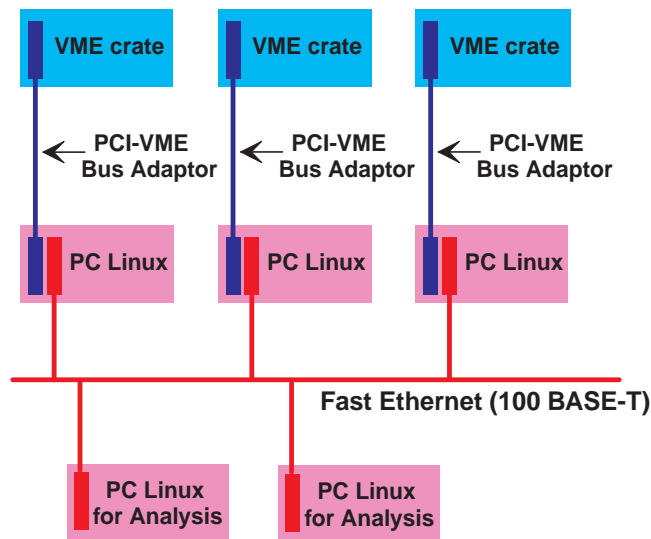 VME crate
VME crate
VME crate
PCI-VME
Bus Adaptor
PCI-VME
Bus Adaptor
PCI-VME
Bus Adaptor
PC Linux
PC Linux
PC Linux
Fast Ethernet (100 BASE-T)
PC Linux
for Analysis
PC Linux
for Analysis